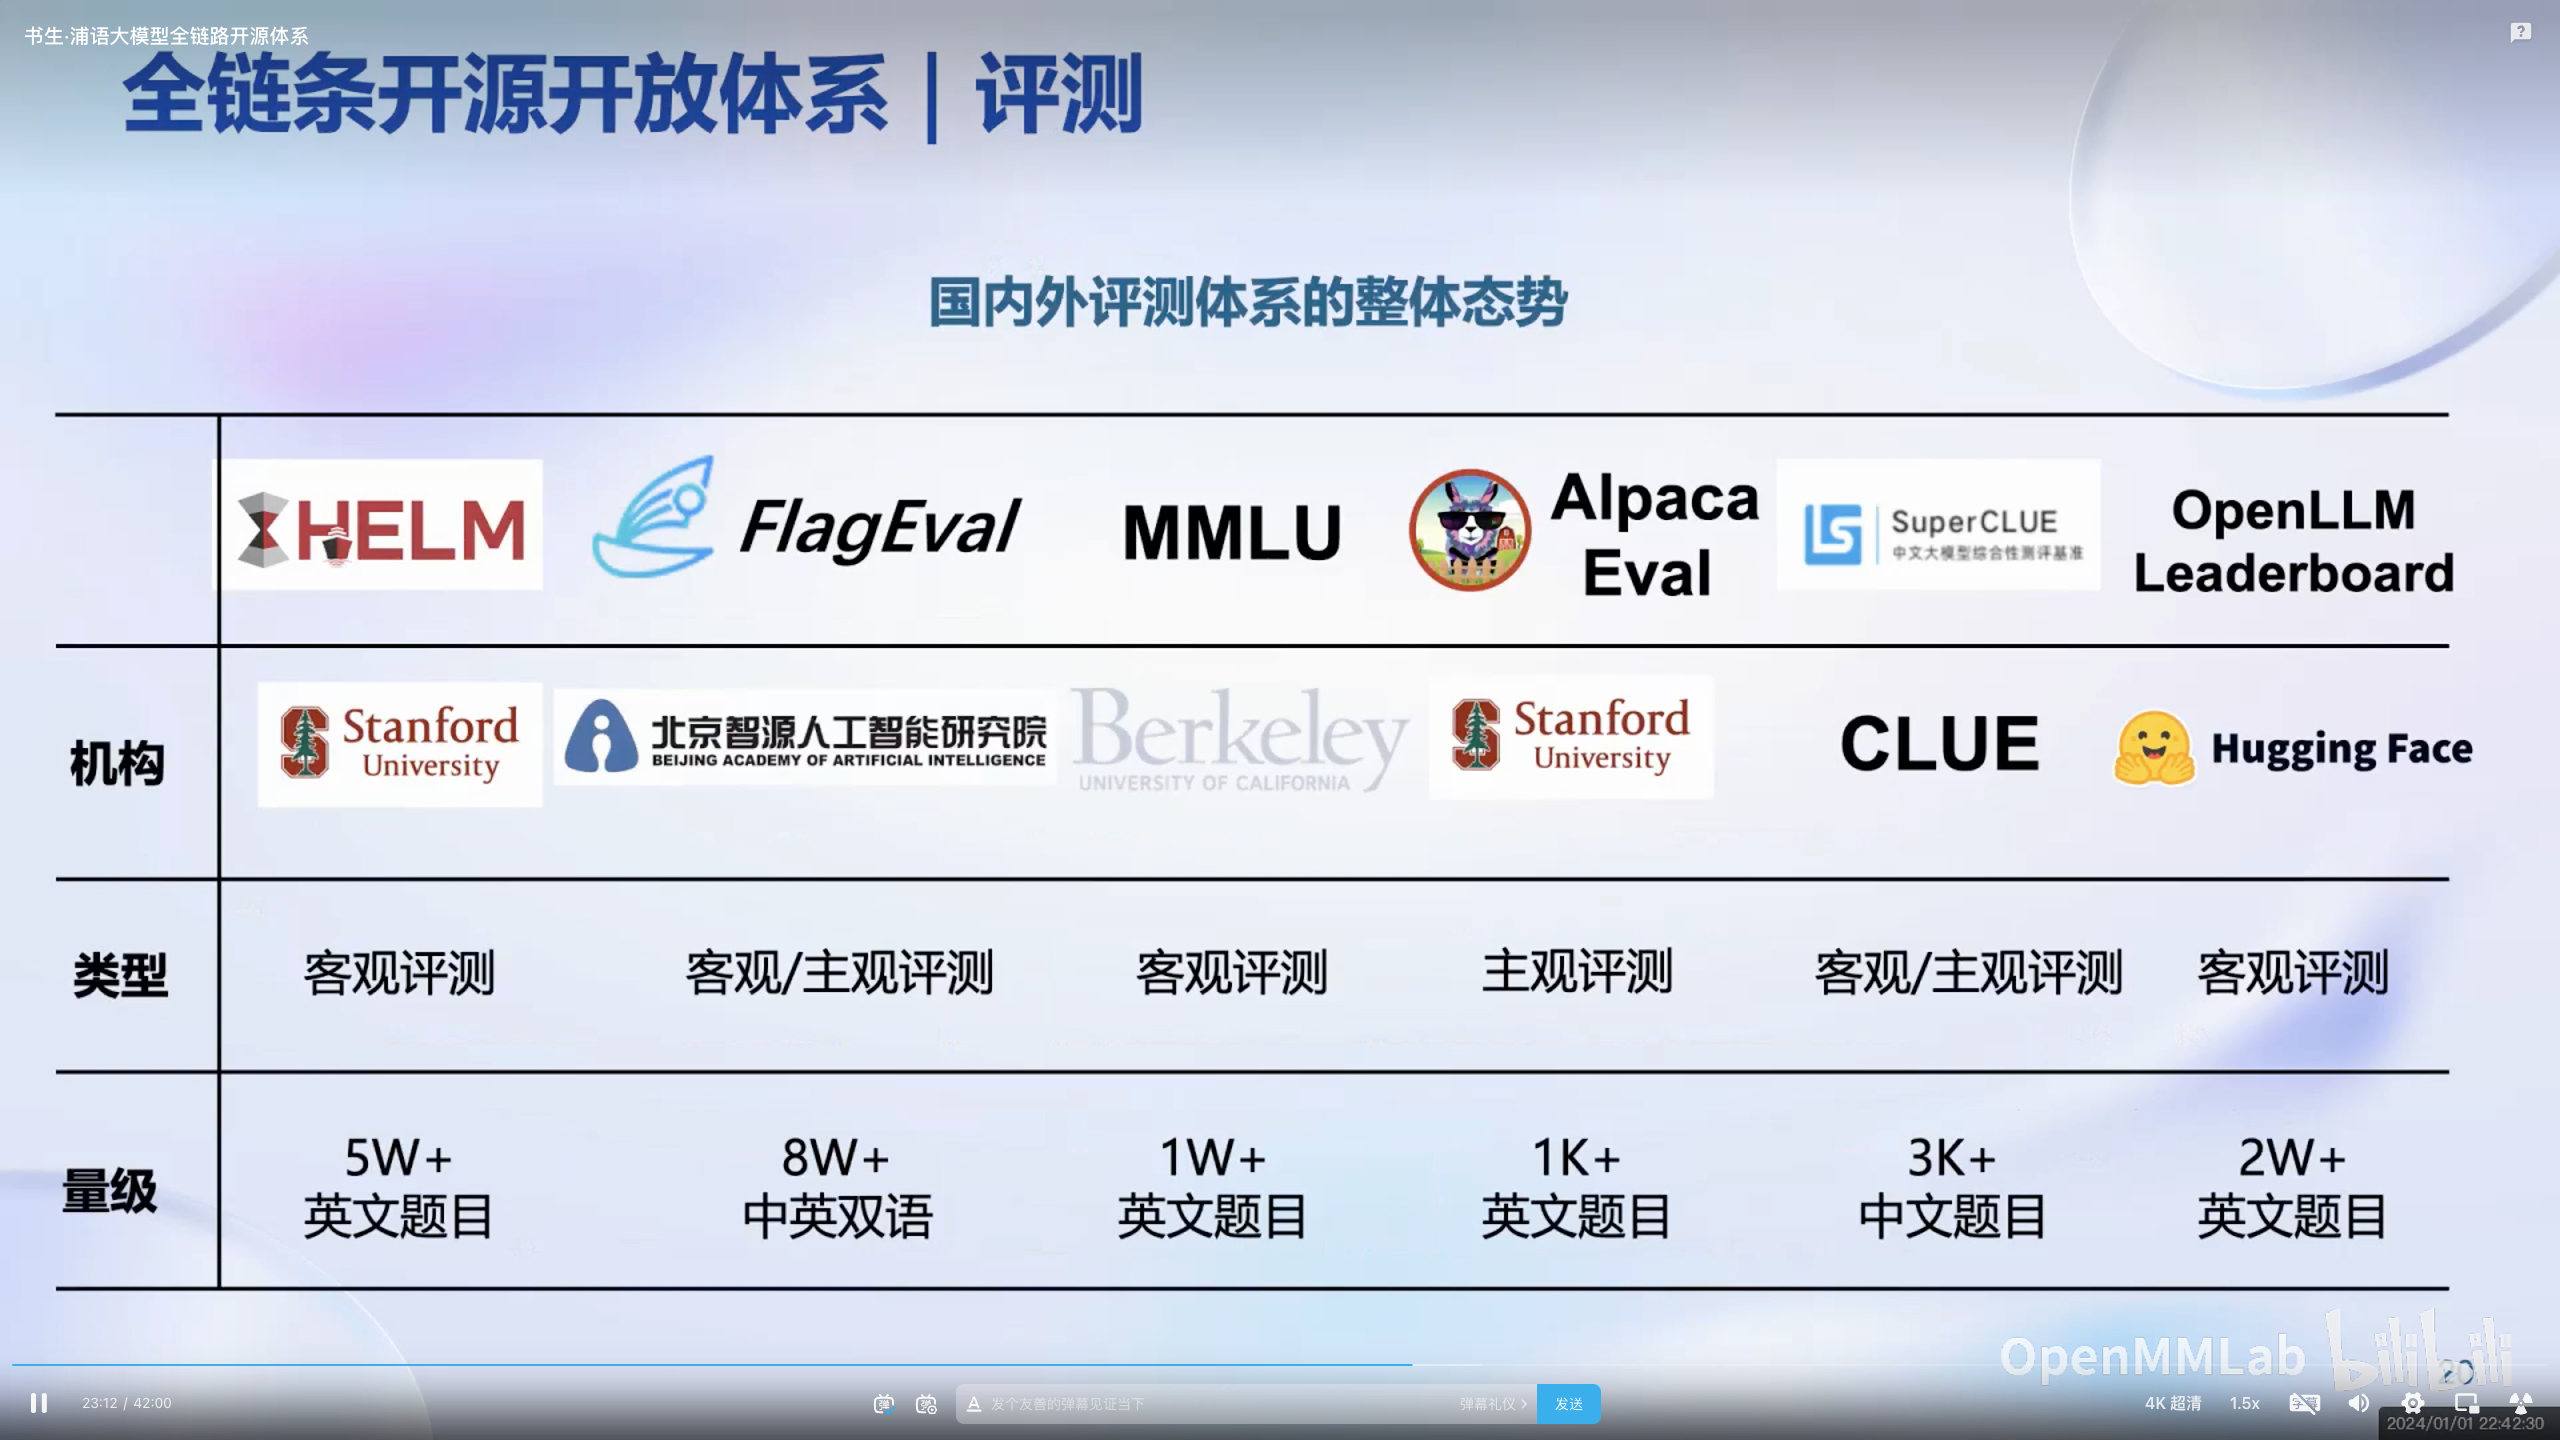 书生·浦语大模型全链路开源体系
全链条开源开放体系 | 评测
国内外评测体系的整体态势
HELM
FlagEval
MMLU
Alpaca
Eval
SuperCLUE
中文大模型综合性测评基准
OpenLLM
Leaderboard
机构
Stanford
University
北京智源人工智能研究院
BEIJING ACADEMY OF ARTIFICIAL INTELLIGENCE
Berkeley
UNIVERSITY OF CALIFORNIA
Stanford
University
CLUE
Hugging Face
类型 客观评测 客观/主观评测 客观评测 主观评测 客观/主观评测 客观评测
量级
5W+
英文题目
8W+
中英双语
1W+
英文题目
1K+
英文题目
3K+
中文题目
2W+
英文题目
OpenMMLab bilibili
20
23:12 / 42:00
发个友善的弹幕见证当下
弹幕礼仪
发送
4K 超清
1.5x
字幕
2024/01/01 22:42:30